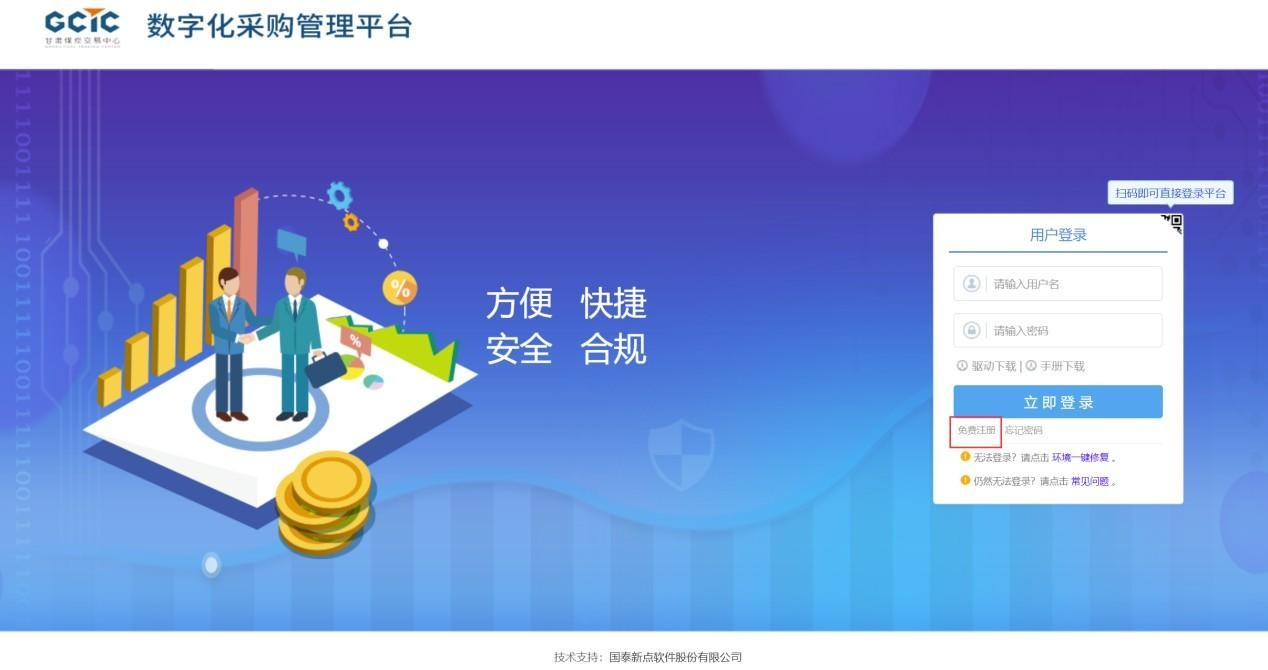 GCTC
甘肃煤炭交易中心
数字化采购管理平台
扫码即可直接登录平台
用户登录
请输入用户名
请输入密码
驱动下载 | 手册下载
方便 快捷
安全 合规
%
%
立即登录
免费注册 忘记密码
无法登录？请点击 环境一键修复 。
仍然无法登录？请点击 常见问题 。
技术支持：国泰新点软件股份有限公司